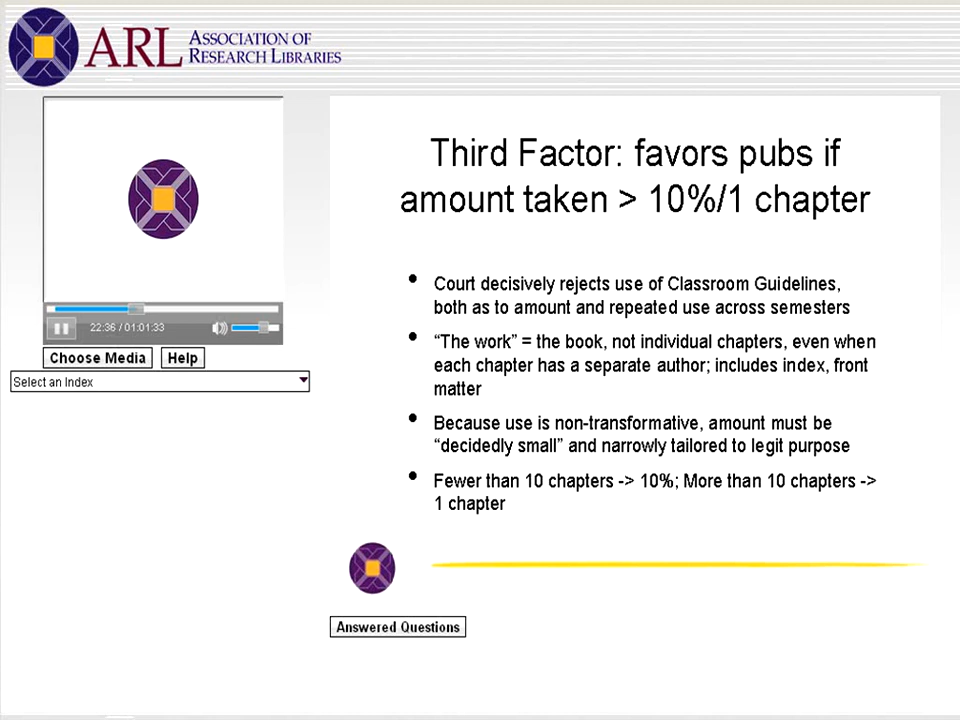 ARL ASSOCIATION OF
RESEARCH LIBRARIES
Third Factor: favors pubs if
amount taken > 10%/1 chapter
22:36 / 01:01:33
Choose Media Help
Select an Index
• Court decisively rejects use of Classroom Guidelines,
both as to amount and repeated use across semesters
• “The work” = the book, not individual chapters, even when
each chapter has a separate author; includes index, front
matter
• Because use is non-transformative, amount must be
“decidedly small” and narrowly tailored to legit purpose
• Fewer than 10 chapters -> 10%; More than 10 chapters ->
1 chapter
Answered Questions